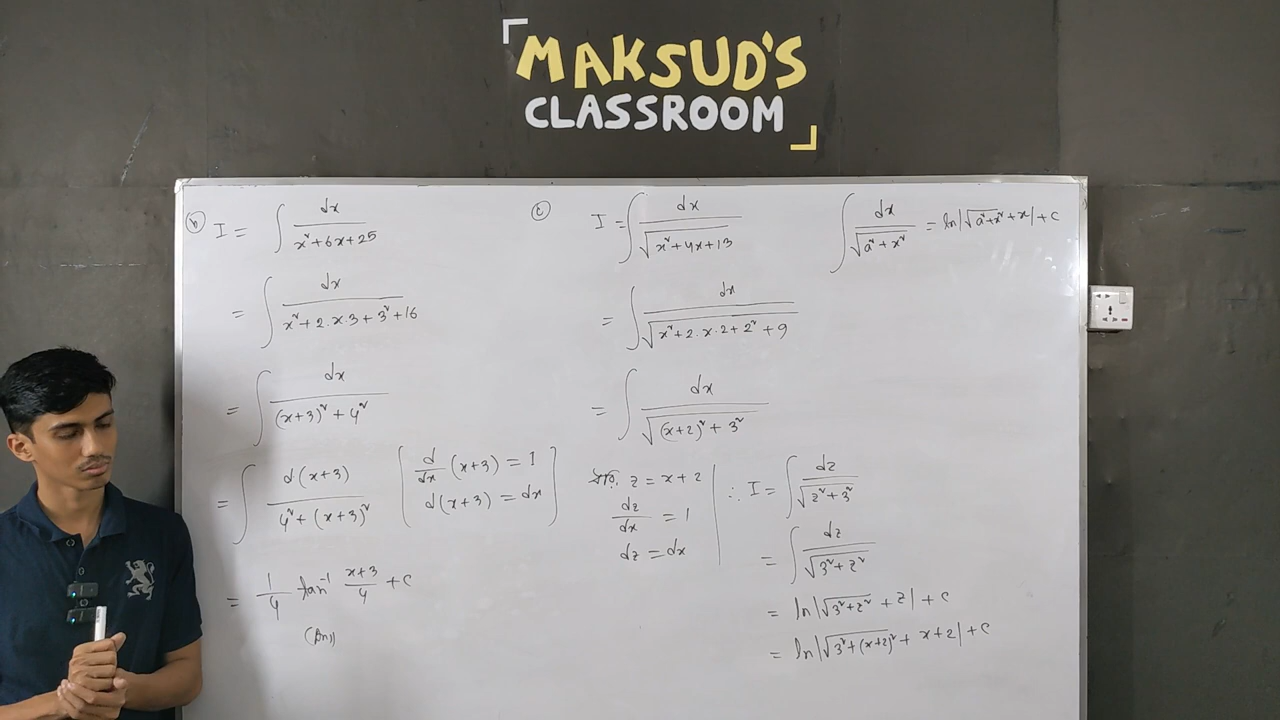 MAKSUD'S
CLASSROOM
(b) I = ∫ dx / (x² + 6x + 25)
= ∫ dx / (x² + 2.x.3 + 3² + 16)
= ∫ dx / ((x+3)² + 4²)
= ∫ d(x+3) / (4² + (x+3)²) [ d/dx (x+3) = 1
d(x+3) = dx ]
= 1/4 tan⁻¹ (x+3)/4 + c
(Ans)
(c) I = ∫ dx / √(x² + 4x + 13)
= ∫ dx / √(x² + 2.x.2 + 2² + 9)
= ∫ dx / √((x+2)² + 3²)
ধরি, z = x + 2
dz/dx = 1
dz = dx
∴ I = ∫ dz / √(z² + 3²)
= ∫ dz / √(3² + z²)
= ln|√(3² + z²) + z| + c
= ln|√(3² + (x+2)²) + x + 2| + c
∫ dx / √(a² + x²) = ln|√(a² + x²) + x| + c